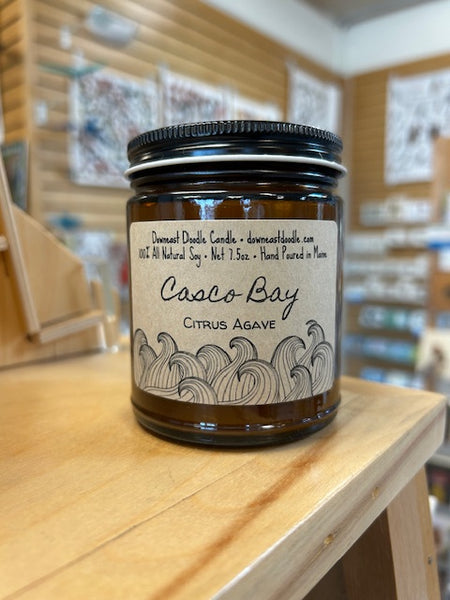 Downeast Doodle Candle • downeastdoodle.com
100% All Natural Soy • Net 7.5oz • Hand Poured in Maine
Casco Bay
Citrus Agave